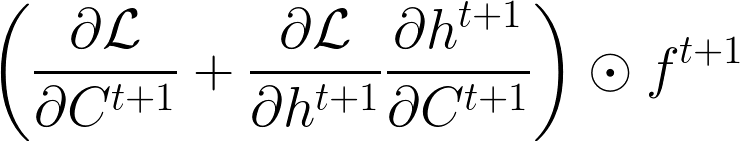 \left( \frac{\partial \mathcal{L}}{\partial C^{t+1}} + \frac{\partial \mathcal{L}}{\partial h^{t+1}} \frac{\partial h^{t+1}}{\partial C^{t+1}} \right) \odot f^{t+1}